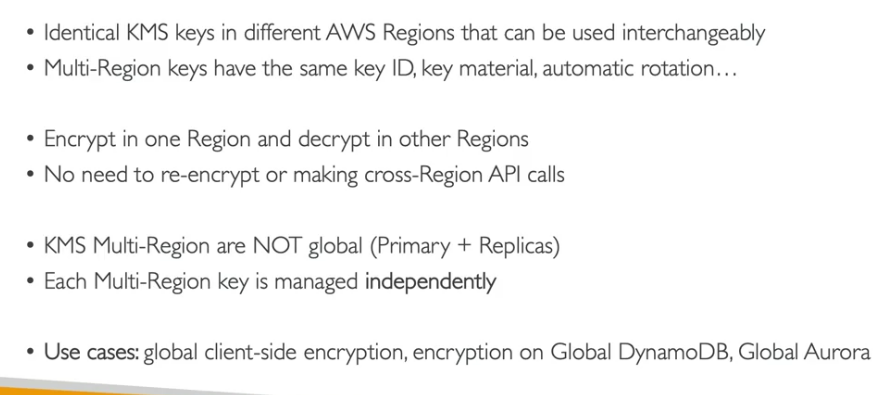 • Identical KMS keys in different AWS Regions that can be used interchangeably
• Multi-Region keys have the same key ID, key material, automatic rotation…
• Encrypt in one Region and decrypt in other Regions
• No need to re-encrypt or making cross-Region API calls
• KMS Multi-Region are NOT global (Primary + Replicas)
• Each Multi-Region key is managed independently
• Use cases: global client-side encryption, encryption on Global DynamoDB, Global Aurora